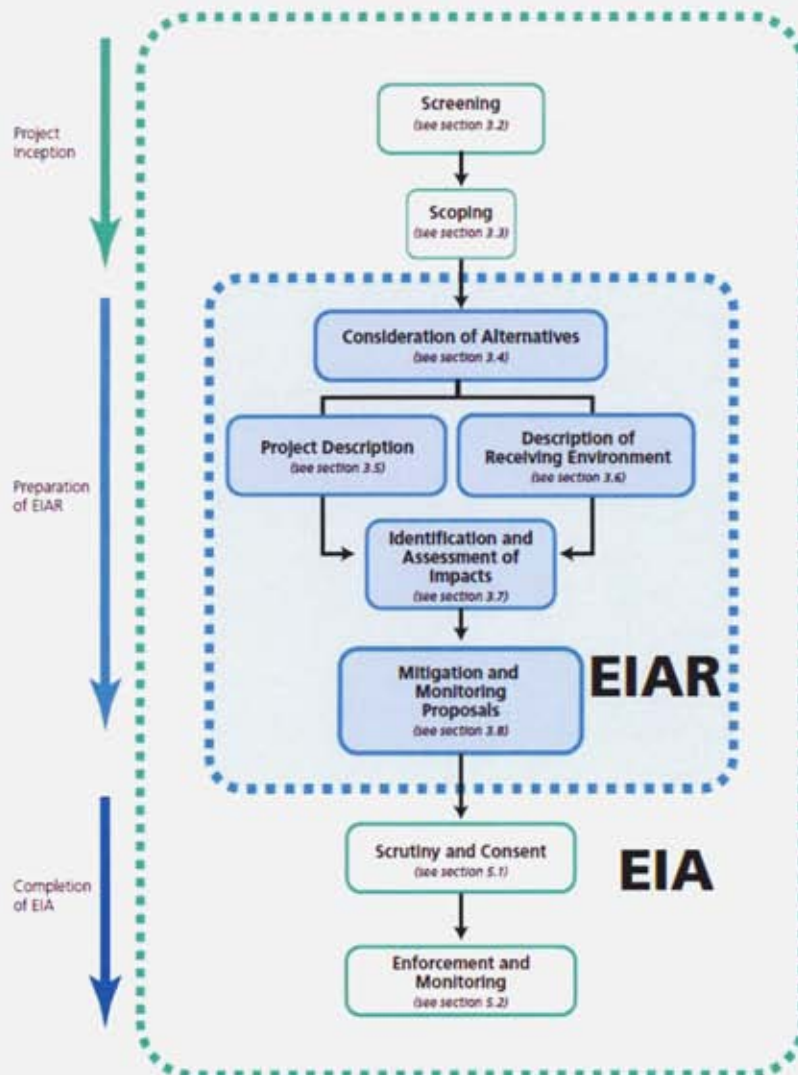 Project
Inception
Screening
(see section 3.2)
Scoping
(see section 3.3)
Consideration of Alternatives
(see section 3.4)
Project Description
(see section 3.5)
Description of
Receiving Environment
(see section 3.6)
Preparation
of EIAR
Identification and
Assessment of
Impacts
(see section 3.7)
Mitigation and
Monitoring
Proposals
(see section 3.8)
EIAR
Completion
of EIA
Scrutiny and Consent
(see section 5.1)
EIA
Enforcement and
Monitoring
(see section 5.2)